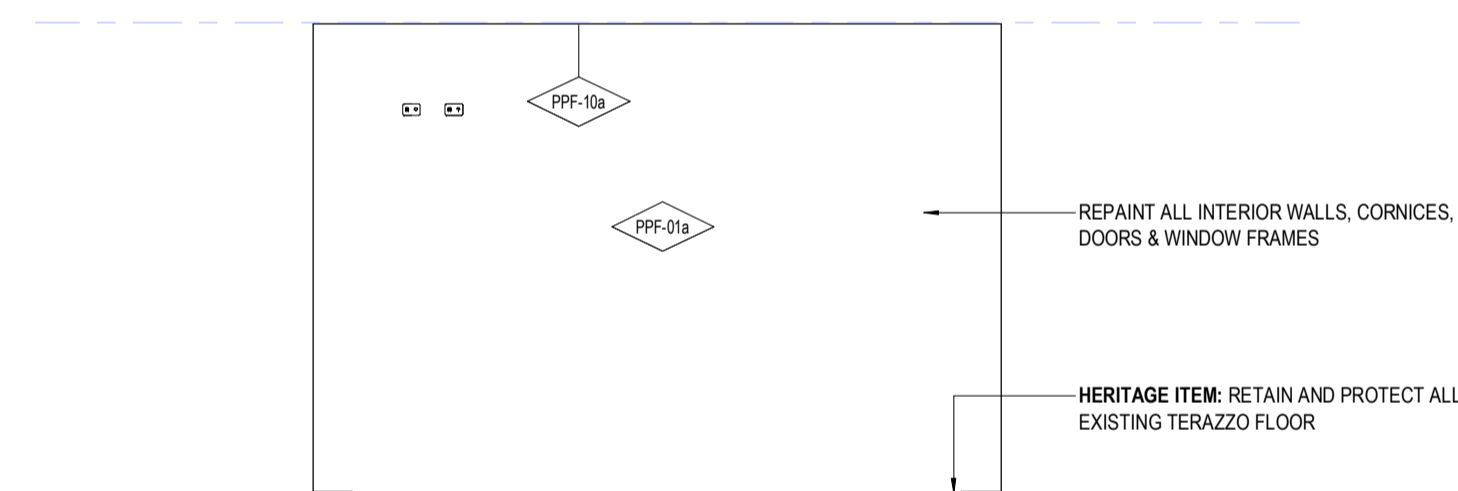 PPF-10a
PPF-01a
REPAINT ALL INTERIOR WALLS, CORNICES,
DOORS & WINDOW FRAMES
HERITAGE ITEM: RETAIN AND PROTECT ALL
EXISTING TERAZZO FLOOR